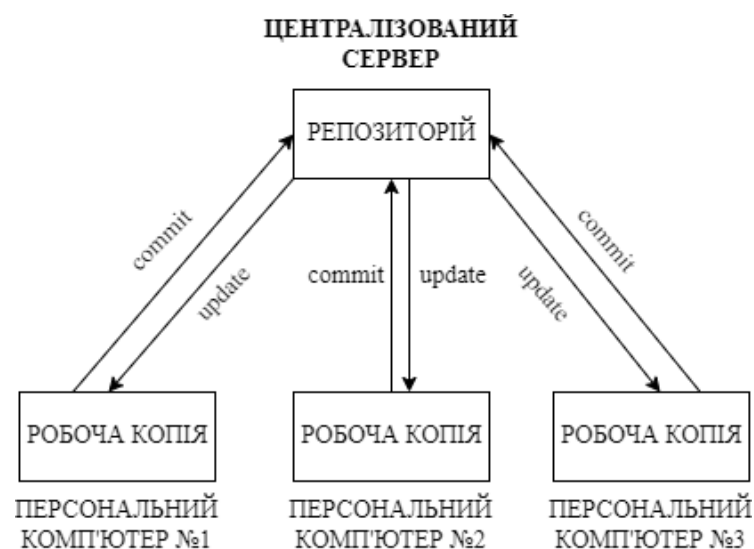 ЦЕНТРАЛІЗОВАНИЙ
СЕРВЕР
РЕПОЗИТОРІЙ
commit
update
commit
update
commit
update
РОБОЧА КОПІЯ
РОБОЧА КОПІЯ
РОБОЧА КОПІЯ
ПЕРСОНАЛЬНИЙ
КОМП'ЮТЕР №1
ПЕРСОНАЛЬНИЙ
КОМП'ЮТЕР №2
ПЕРСОНАЛЬНИЙ
КОМП'ЮТЕР №3